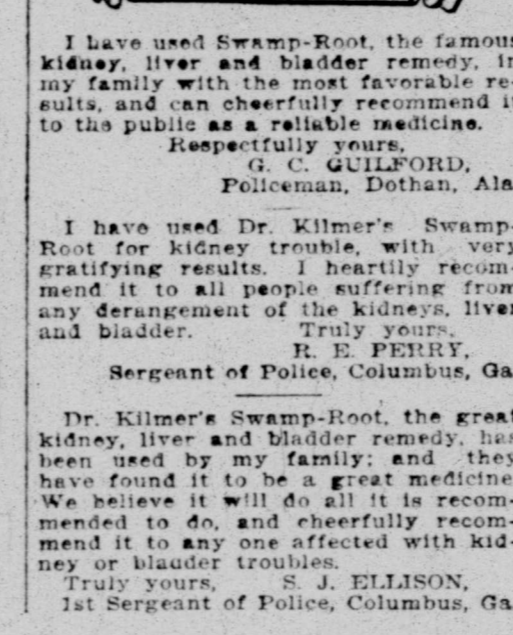 I have used Swamp-Root, the famous
kidney, liver and bladder remedy, in
my family with the most favorable re-
sults, and can cheerfully recommend it
to the public as a reliable medicine.
Respectfully yours,
G. C. GUILFORD,
Policeman, Dothan, Ala
I have used Dr. Kilmer's Swamp-
Root for kidney trouble, with very
gratifying results. I heartily recom-
mend it to all people suffering from
any derangement of the kidneys, liver
and bladder. Truly yours,
R. E. PERRY,
Sergeant of Police, Columbus, Ga
Dr. Kilmer's Swamp-Root, the great
kidney, liver and bladder remedy, has
been used by my family; and they
have found it to be a great medicine
We believe it will do all it is recom-
mended to do, and cheerfully recom-
mend it to any one affected with kid-
ney or bladder troubles.
Truly yours, S. J. ELLISON,
1st Sergeant of Police, Columbus, Ga